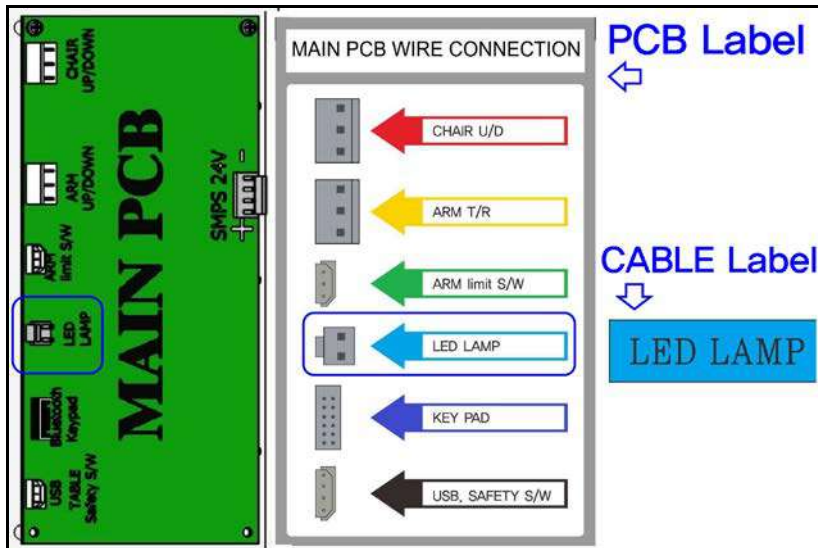 CHAIR
UP/DOWN
ARM
UP/DOWN
ARM
limit S/W
LED
LAMP
Bluetooth
Keypad
USB
TABLE
Safety S/W
MAIN PCB
SMPS 24V
-
+
MAIN PCB WIRE CONNECTION
CHAIR U/D
ARM T/R
ARM limit S/W
LED LAMP
KEY PAD
USB, SAFETY S/W
PCB Label
CABLE Label
LED LAMP